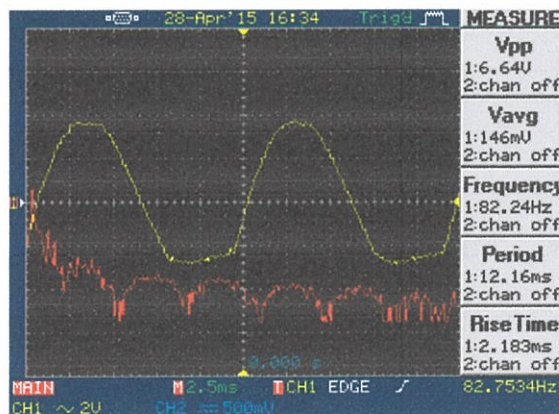 28-Apr'15 16:34 Trig'd MEASURE
Vpp
1:6.64V
2:chan off
Vavg
1:146mV
2:chan off
Frequency
1:82.24Hz
2:chan off
Period
1:12.16ms
2:chan off
RiseTime
1:2.183ms
2:chan off
0.000 s
MAIN M 2.5ms T CH1 EDGE 82.7534Hz
CH1 ~ 2V CH2 500mV